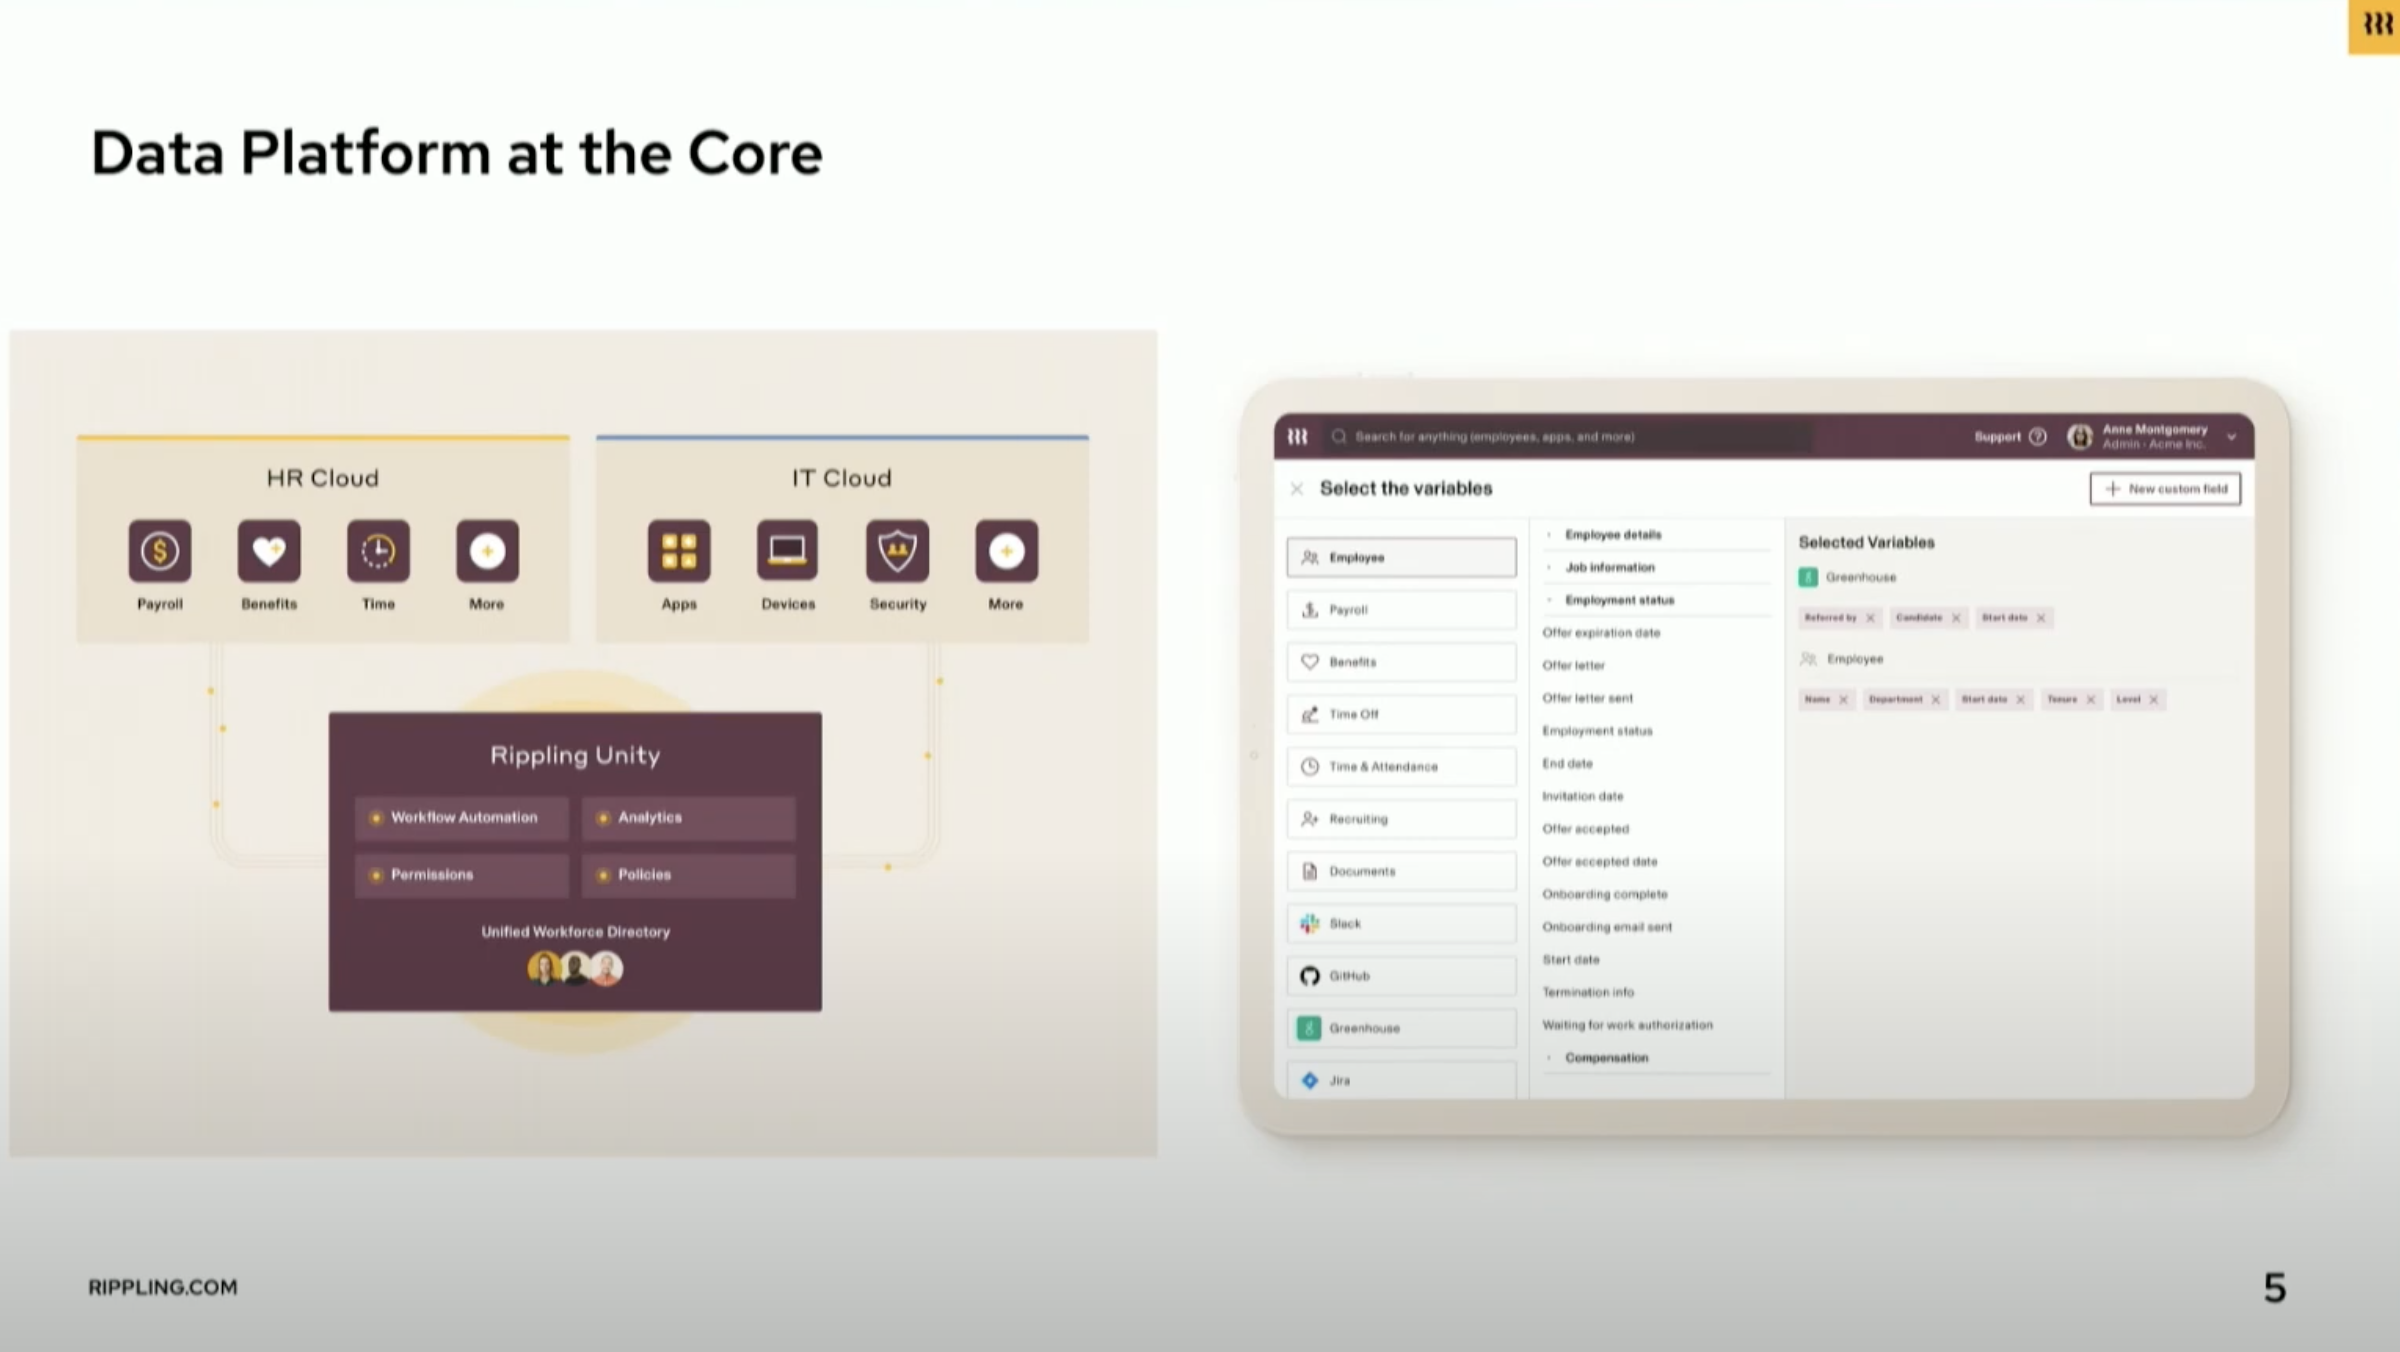 Data Platform at the Core
HR Cloud
Payroll
Benefits
Time
More
IT Cloud
Apps
Devices
Security
More
Rippling Unity
Workflow Automation
Analytics
Permissions
Policies
Unified Workforce Directory
Search for anything (employees, apps, and more)
Support
Anne Montgomery
Admin · Acme Inc.
Select the variables
New custom field
Employee
Payroll
Benefits
Time Off
Time & Attendance
Recruiting
Documents
Slack
GitHub
Greenhouse
Jira
Employee details
Job information
Employment status
Offer expiration date
Offer letter
Offer letter sent
Employment status
End date
Invitation date
Offer accepted
Offer accepted date
Onboarding complete
Onboarding email sent
Start date
Termination info
Waiting for work authorization
Compensation
Selected Variables
Greenhouse
Referred by
Candidate
Start date
Employee
Name
Department
Start date
Tenure
Level
RIPPLING.COM
5